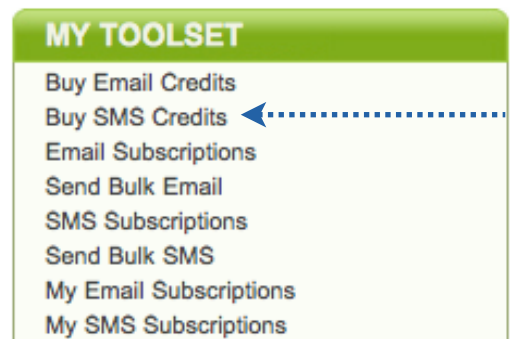 MY TOOLSET
Buy Email Credits
Buy SMS Credits
Email Subscriptions
Send Bulk Email
SMS Subscriptions
Send Bulk SMS
My Email Subscriptions
My SMS Subscriptions